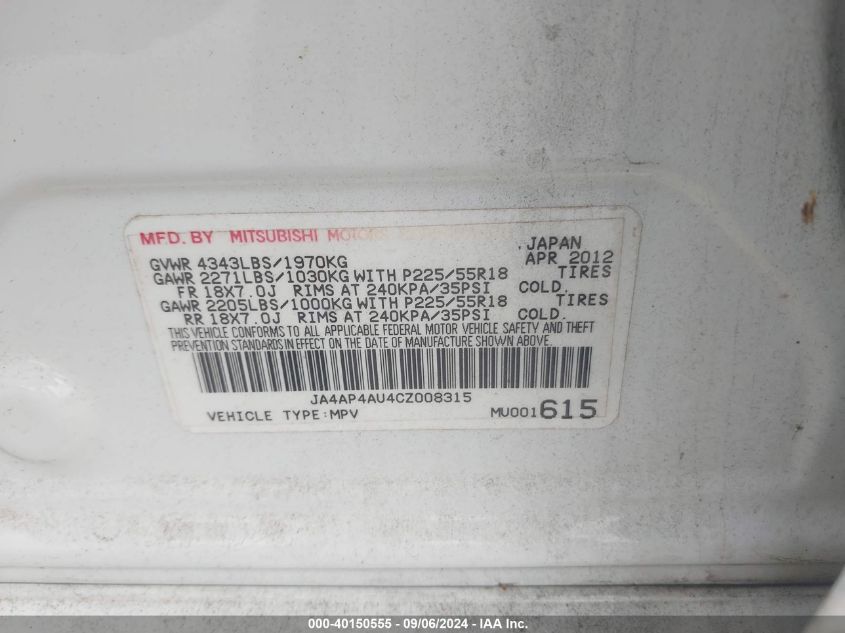 MFD. BY MITSUBISHI MOTORS
, JAPAN
GVWR 4343LBS/1970KG APR 2012
GAWR 2271LBS/1030KG WITH P225/55R18 TIRES
FR 18X7.0J RIMS AT 240KPA/35PSI COLD.
GAWR 2205LBS/1000KG WITH P225/55R18 TIRES
RR 18X7.0J RIMS AT 240KPA/35PSI COLD.
THIS VEHICLE CONFORMS TO ALL APPLICABLE FEDERAL MOTOR VEHICLE SAFETY AND THEFT
PREVENTION STANDARDS IN EFFECT ON THE DATE OF MANUFACTURE SHOWN ABOVE.
JA4AP4AU4CZ008315
VEHICLE TYPE:MPV MU001615
000-40150555 - 09/06/2024 - IAA Inc.